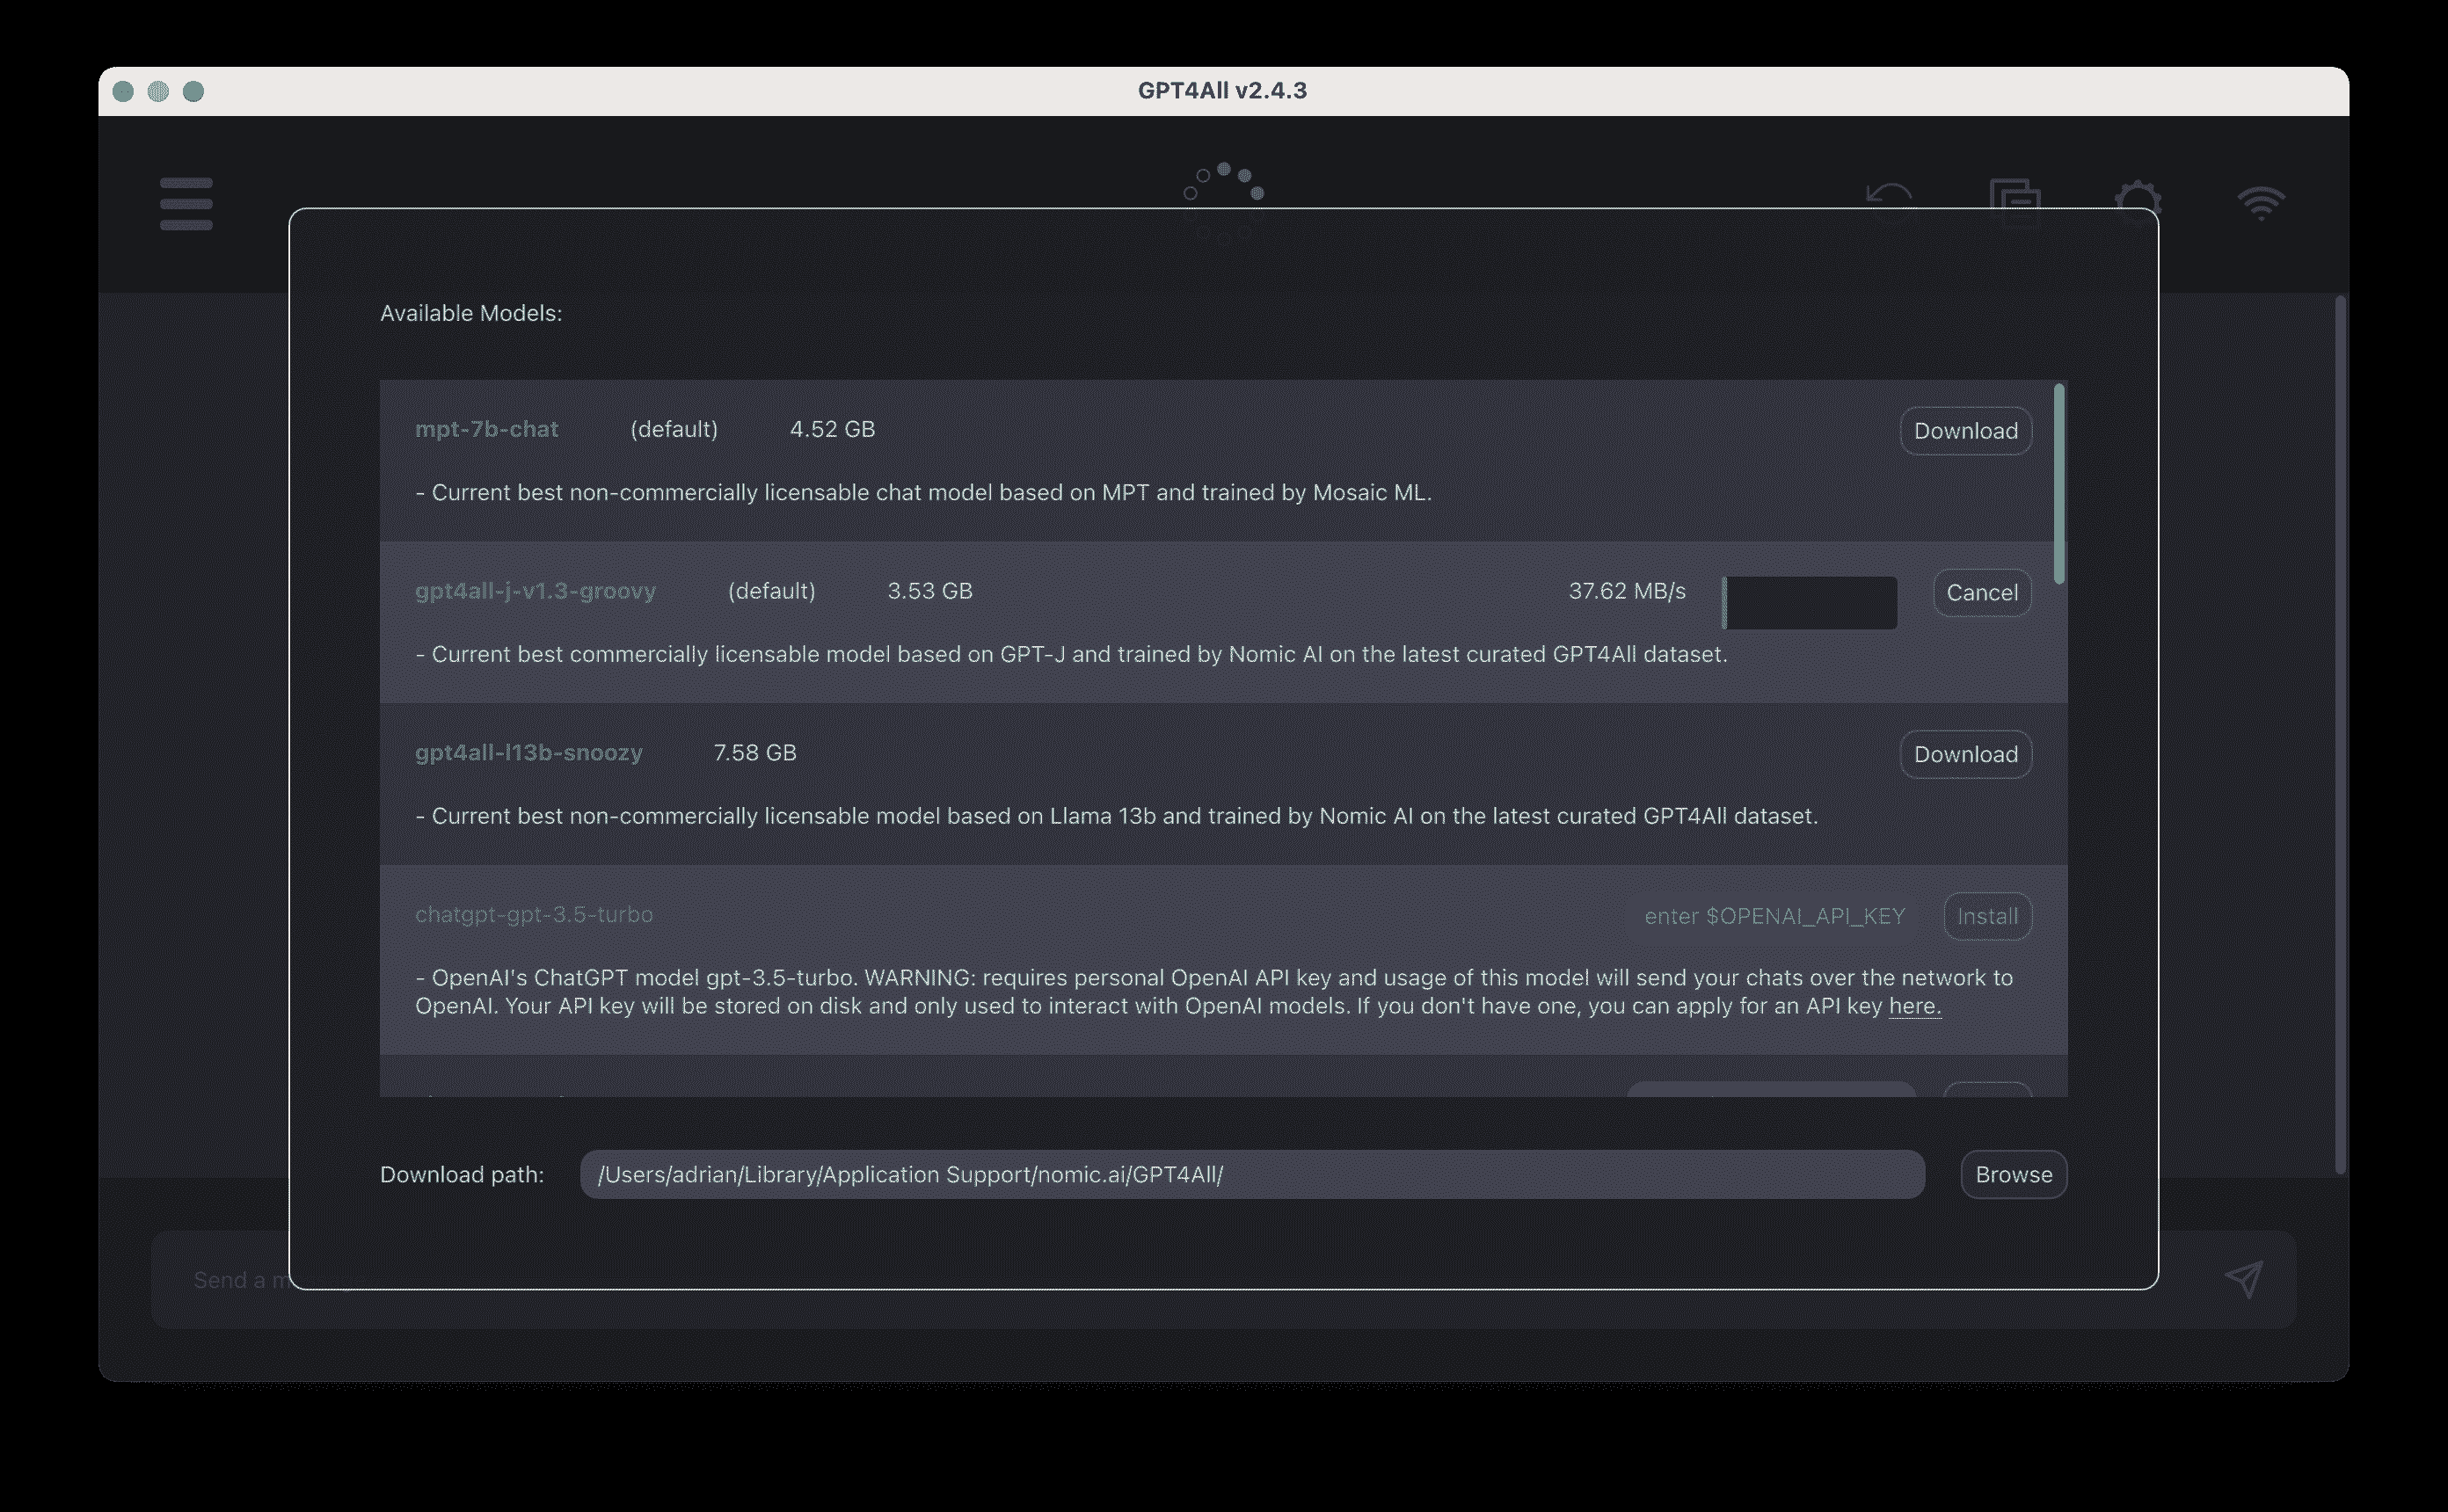 GPT4All v2.4.3
Available Models:
mpt-7b-chat (default) 4.52 GB Download
- Current best non-commercially licensable chat model based on MPT and trained by Mosaic ML.
gpt4all-j-v1.3-groovy (default) 3.53 GB 37.62 MB/s Cancel
- Current best commercially licensable model based on GPT-J and trained by Nomic AI on the latest curated GPT4All dataset.
gpt4all-l13b-snoozy 7.58 GB Download
- Current best non-commercially licensable model based on Llama 13b and trained by Nomic AI on the latest curated GPT4All dataset.
chatgpt-gpt-3.5-turbo enter $OPENAI_API_KEY Install
- OpenAI's ChatGPT model gpt-3.5-turbo. WARNING: requires personal OpenAI API key and usage of this model will send your chats over the network to
OpenAI. Your API key will be stored on disk and only used to interact with OpenAI models. If you don't have one, you can apply for an API key here.
Download path: /Users/adrian/Library/Application Support/nomic.ai/GPT4All/ Browse
Send a